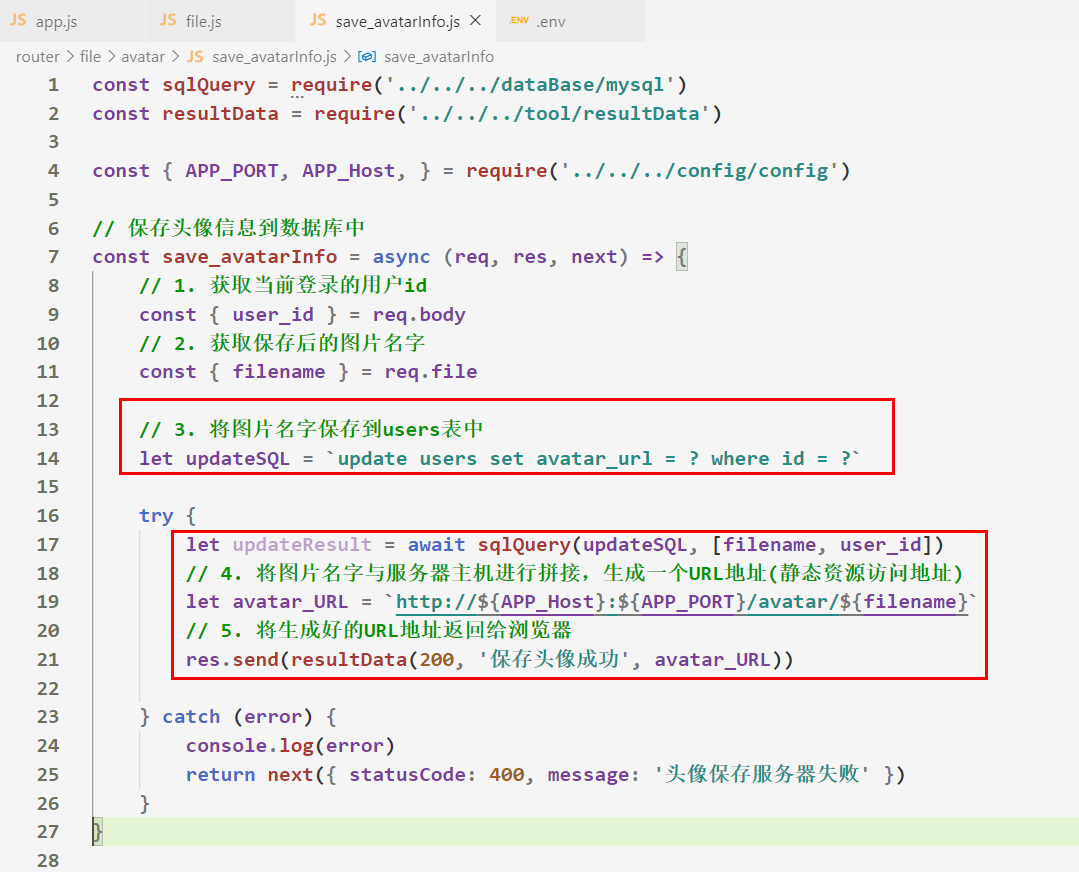 JS app.js JS file.js JS save_avatarInfo.js × .ENV .env
router > file > avatar > JS save_avatarInfo.js > save_avatarInfo
1 const sqlQuery = require('../../../dataBase/mysql')
2 const resultData = require('../../../tool/resultData')
3
4 const { APP_PORT, APP_Host, } = require('../../../config/config')
5
6 // 保存头像信息到数据库中
7 const save_avatarInfo = async (req, res, next) => {
8 // 1. 获取当前登录的用户id
9 const { user_id } = req.body
10 // 2. 获取保存后的图片名字
11 const { filename } = req.file
12
13 // 3. 将图片名字保存到users表中
14 let updateSQL = `update users set avatar_url = ? where id = ?`
15
16 try {
17 let updateResult = await sqlQuery(updateSQL, [filename, user_id])
18 // 4. 将图片名字与服务器主机进行拼接，生成一个URL地址(静态资源访问地址)
19 let avatar_URL = `http://${APP_Host}:${APP_PORT}/avatar/${filename}`
20 // 5. 将生成好的URL地址返回给浏览器
21 res.send(resultData(200, '保存头像成功', avatar_URL))
22
23 } catch (error) {
24 console.log(error)
25 return next({ statusCode: 400, message: '头像保存服务器失败' })
26 }
27 }
28